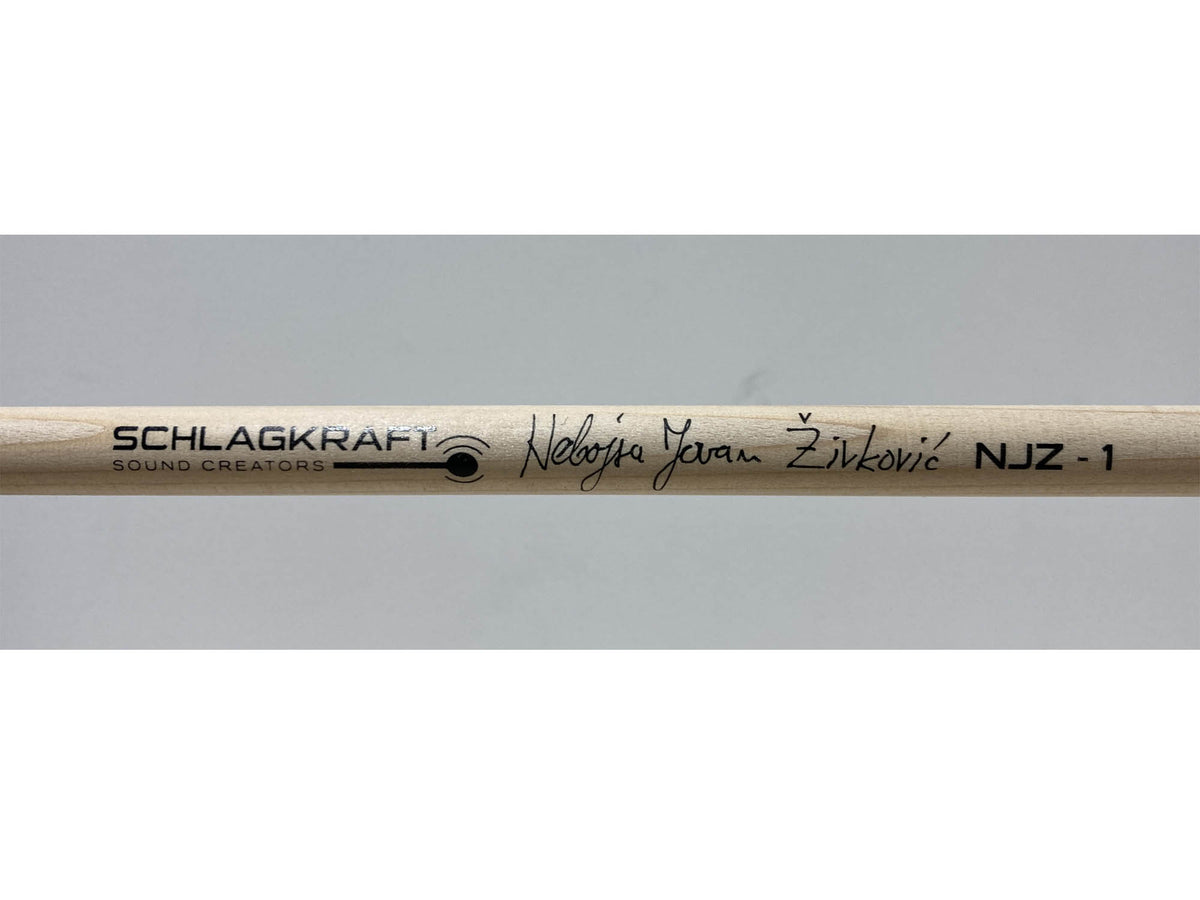 SCHLAGKRAFT
SOUND CREATORS
Nebojša Jovan Živković
NJZ - 1